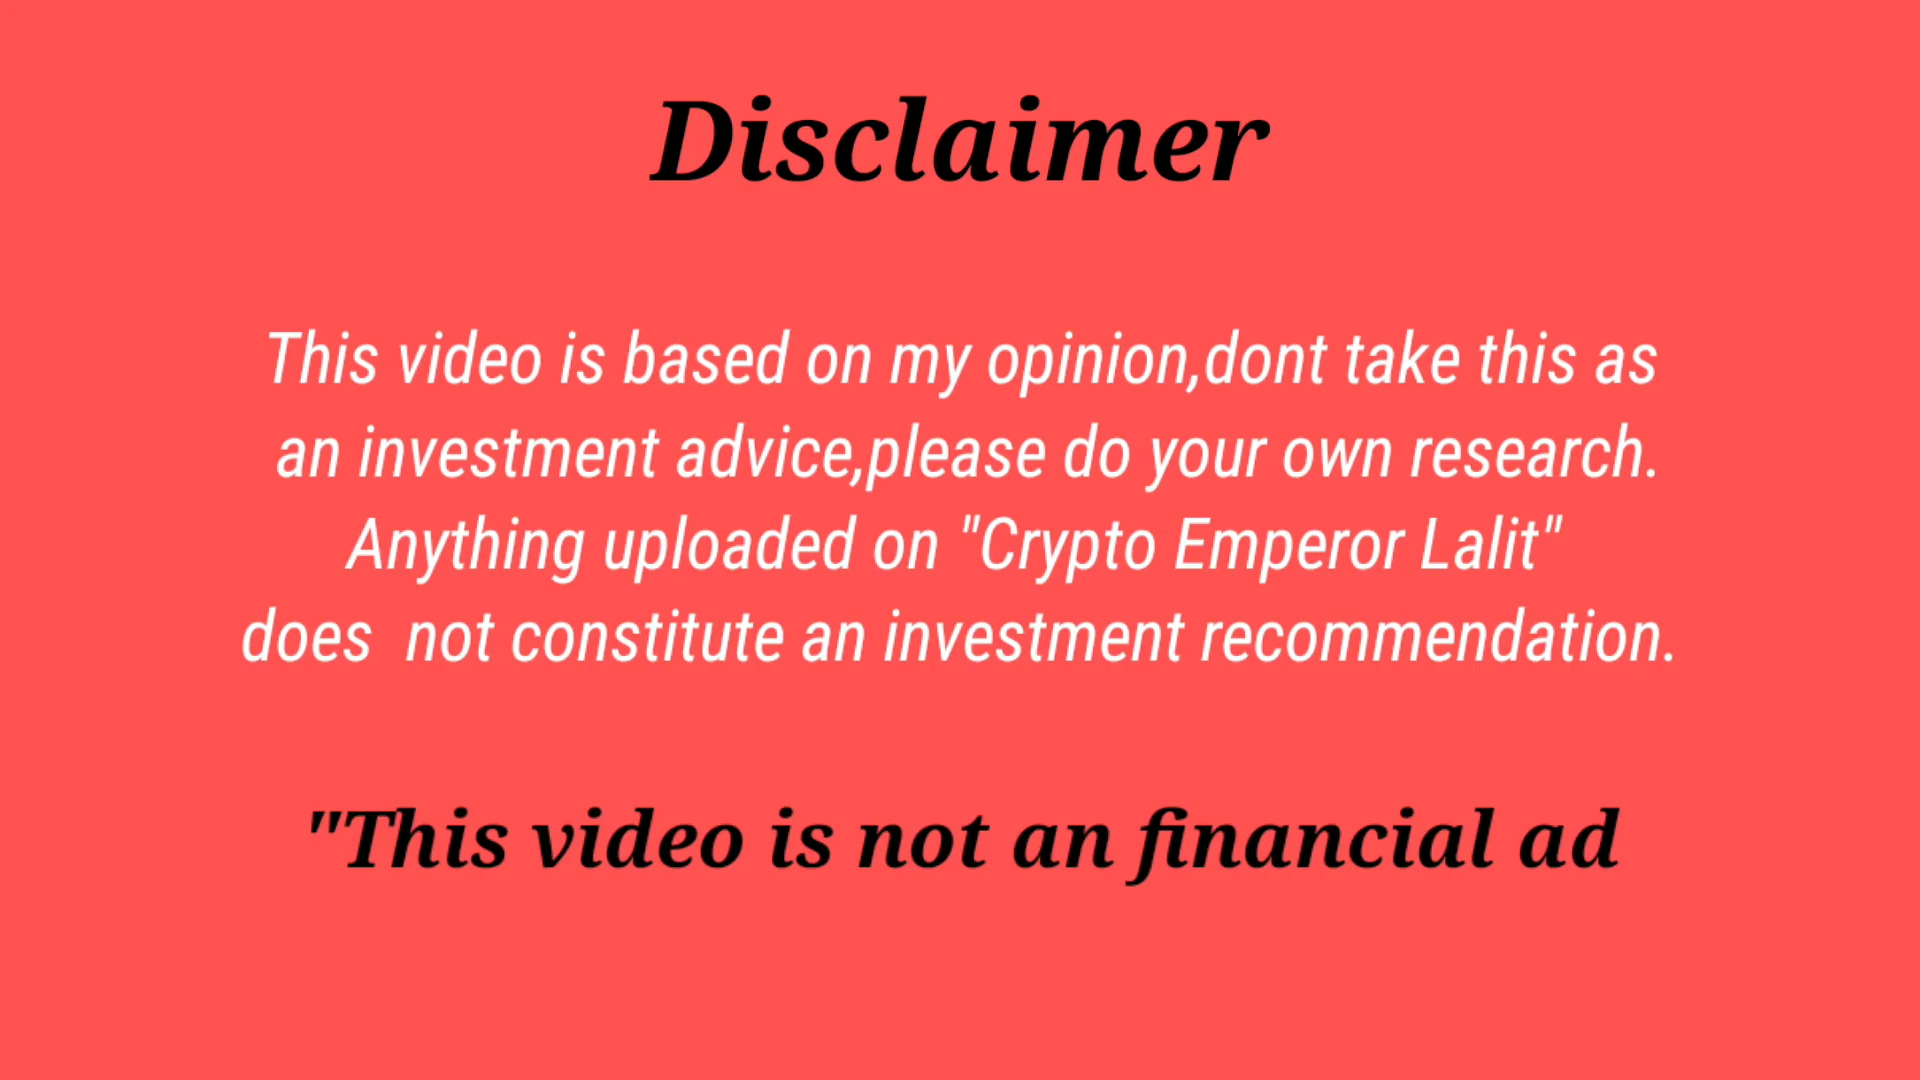 Disclaimer
This video is based on my opinion,dont take this as
an investment advice,please do your own research.
Anything uploaded on "Crypto Emperor Lalit"
does  not constitute an investment recommendation.
"This video is not an financial ad